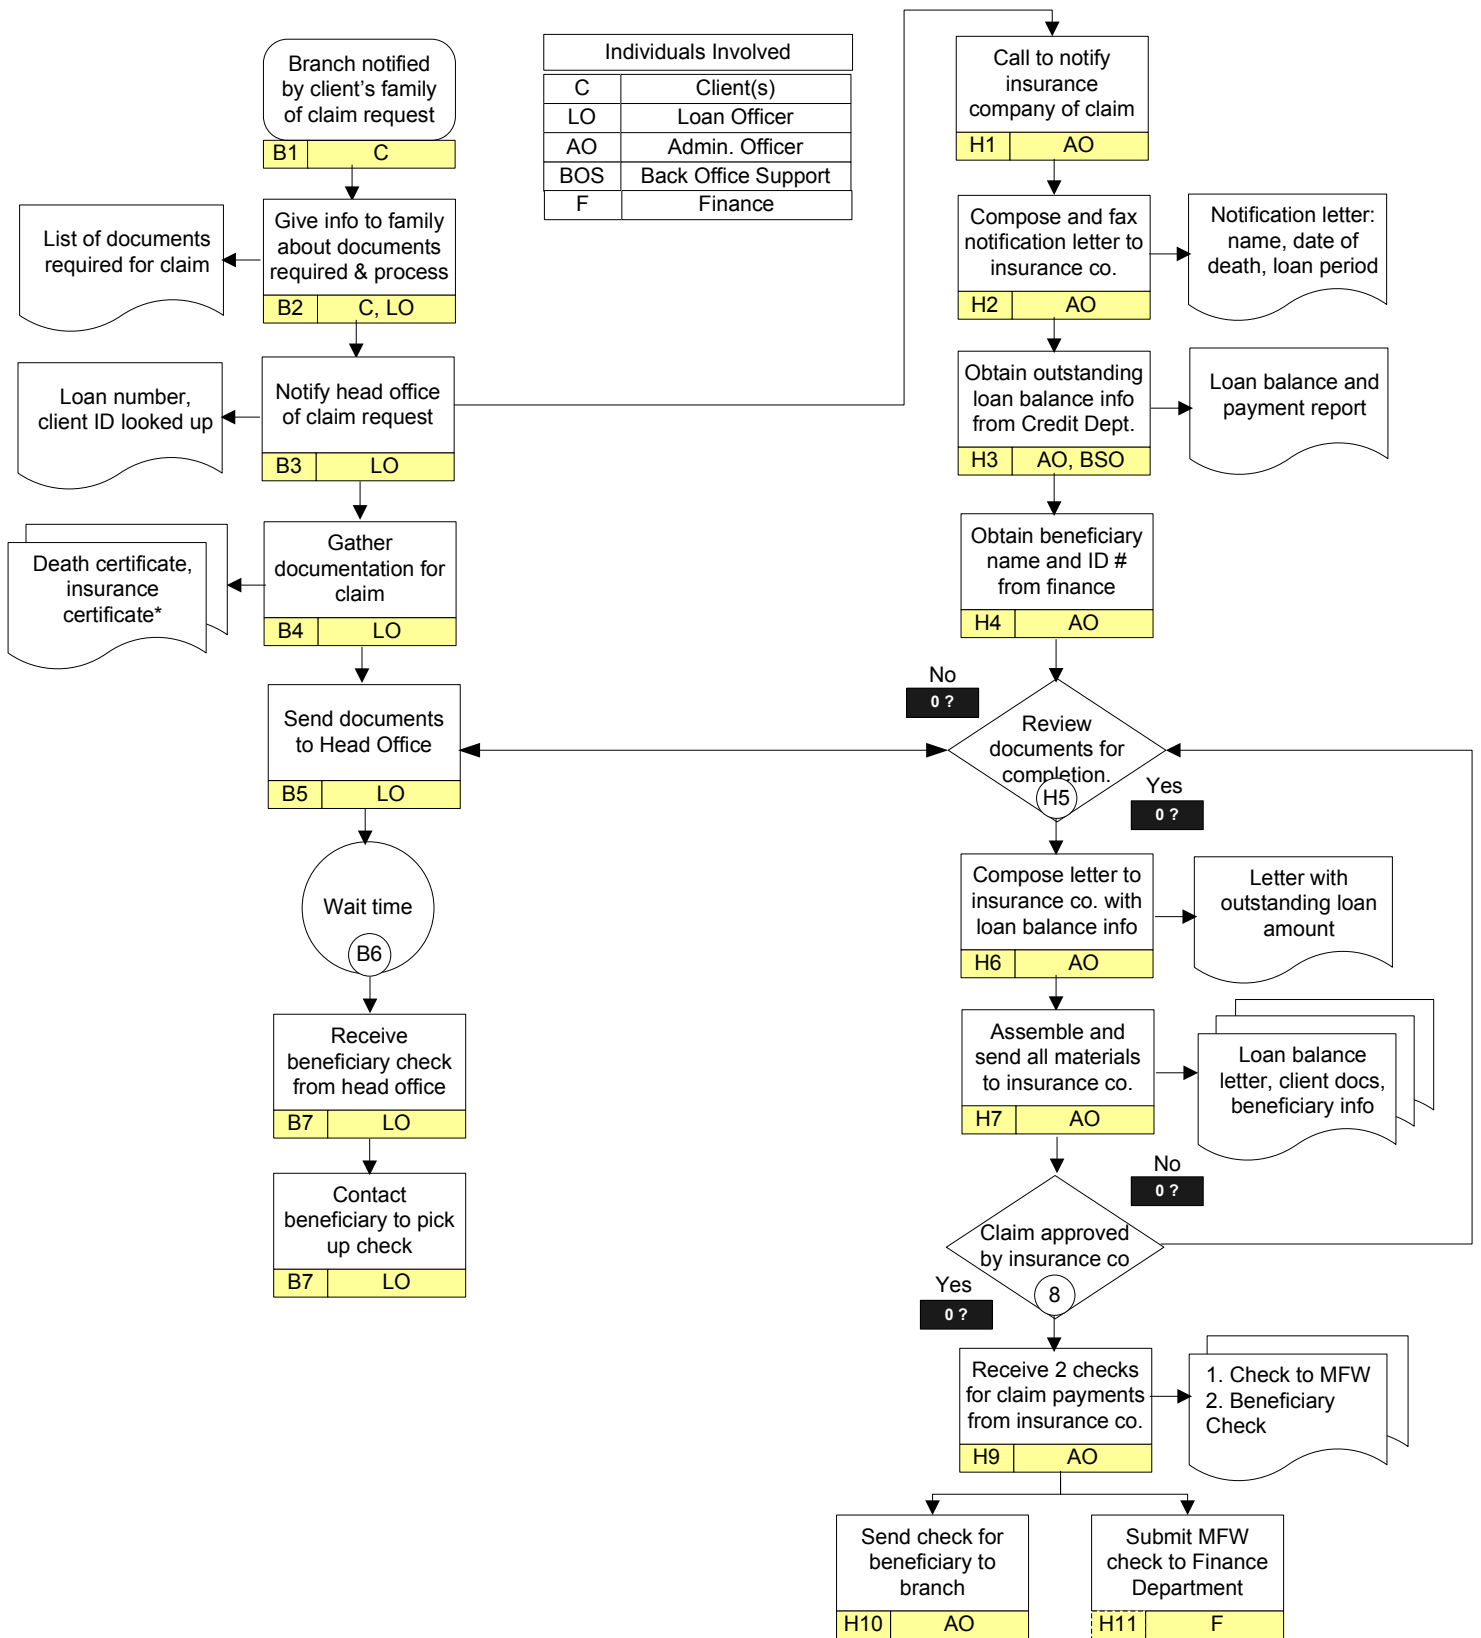 Branch notified
by client's family
of claim request
B1 C
Give info to family
about documents
required & process
B2 C, LO
List of documents
required for claim
Notify head office
of claim request
B3 LO
Loan number,
client ID looked up
Gather
documentation for
claim
B4 LO
Death certificate,
insurance
certificate*
Send documents
to Head Office
B5 LO
Wait time
B6
Receive
beneficiary check
from head office
B7 LO
Contact
beneficiary to pick
up check
B7 LO
Individuals Involved
C Client(s)
LO Loan Officer
AO Admin. Officer
BOS Back Office Support
F Finance
Call to notify
insurance
company of claim
H1 AO
Compose and fax
notification letter to
insurance co.
H2 AO
Notification letter:
name, date of
death, loan period
Obtain outstanding
loan balance info
from Credit Dept.
H3 AO, BSO
Loan balance and
payment report
Obtain beneficiary
name and ID #
from finance
H4 AO
No
0 ?
Review
documents for
completion.
H5
Yes
0 ?
Compose letter to
insurance co. with
loan balance info
H6 AO
Letter with
outstanding loan
amount
Assemble and
send all materials
to insurance co.
H7 AO
Loan balance
letter, client docs,
beneficiary info
No
0 ?
Claim approved
by insurance co
8
Yes
0 ?
Receive 2 checks
for claim payments
from insurance co.
H9 AO
1. Check to MFW
2. Beneficiary
Check
Send check for
beneficiary to
branch
H10 AO
Submit MFW
check to Finance
Department
H11 F